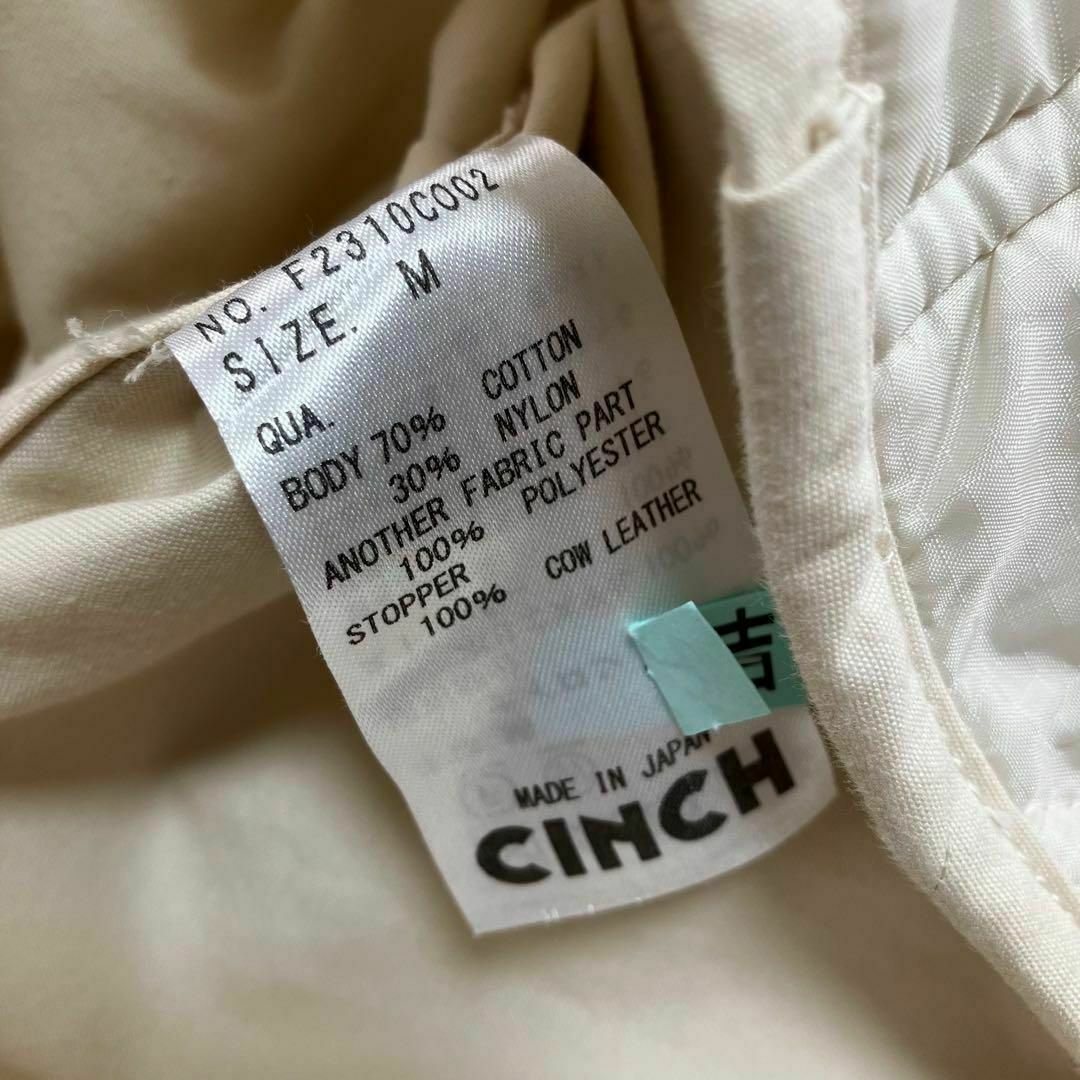 NO. F2310C002
SIZE. M
QUA.
BODY 70% COTTON
30% NYLON
ANOTHER FABRIC PART
100% POLYESTER
STOPPER
100% COW LEATHER
吉
MADE IN JAPAN
CINCH